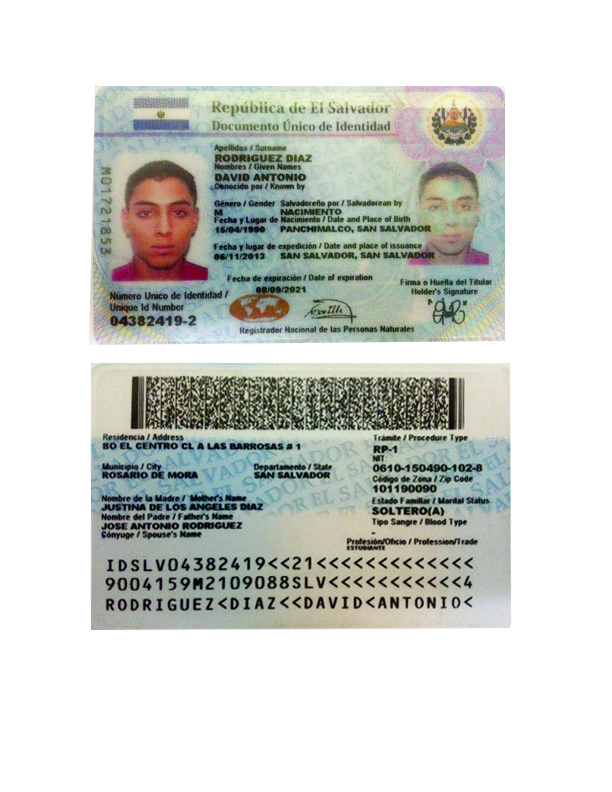 República de El Salvador
Documento Único de Identidad
Apellidos / Surname
RODRIGUEZ DIAZ
Nombres / Given Names
DAVID ANTONIO
Conocido por / Known by
Género / Gender Salvadoreño por / Salvadorean by
M NACIMIENTO
Fecha y Lugar de Nacimiento / Date and Place of Birth
15/04/1990 PANCHIMALCO, SAN SALVADOR
Fecha y lugar de expedición / Date and place of issuance
06/11/2013 SAN SALVADOR, SAN SALVADOR
Fecha de expiración / Date of expiration
08/09/2021
Firma o Huella del Titular
Holder's Signature
Número Unico de Identidad /
Unique Id Number
04382419-2
Registrador Nacional de las Personas Naturales
M01721853
Residencia / Address
BO EL CENTRO CL A LAS BARROSAS # 1
Trámite / Procedure Type
RP-1
NIT
Municipio / City Departamento / State
ROSARIO DE MORA SAN SALVADOR
0610-150490-102-8
Código de Zona / Zip Code
101190090
Nombre de la Madre / Mother's Name
JUSTINA DE LOS ANGELES DIAZ
Estado Familiar / Marital Status
SOLTERO(A)
Nombre del Padre / Father's Name
JOSE ANTONIO RODRIGUEZ
Tipo Sangre / Blood Type
-
Cónyuge / Spouse's Name
Profesión/Oficio / Profession/Trade
ESTUDIANTE
IDSLV04382419<<21<<<<<<<<<<<<<
9004159M2109088SLV<<<<<<<<<<<4
RODRIGUEZ<DIAZ<<DAVID<ANTONIO<